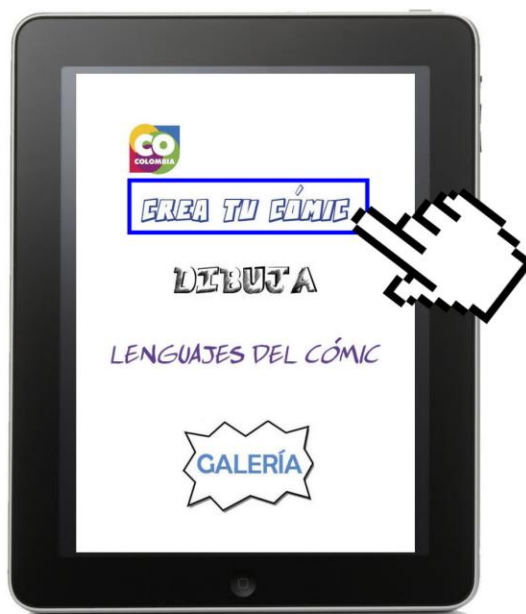 CO
COLOMBIA
CREA TU CÓMIC
DIBUJA
LENGUAJES DEL CÓMIC
GALERÍA